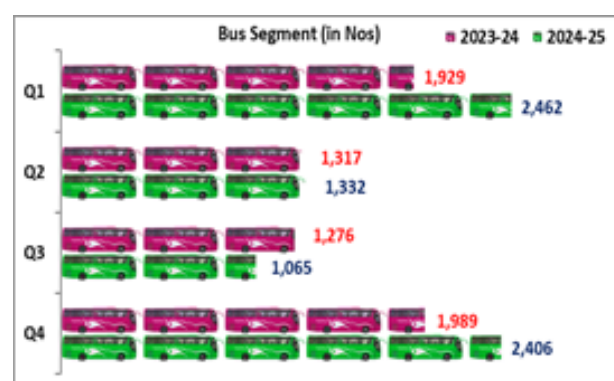 Bus Segment (in Nos)
2023-24
2024-25
Q1
1,929
2,462
Q2
1,317
1,332
Q3
1,276
1,065
Q4
1,989
2,406